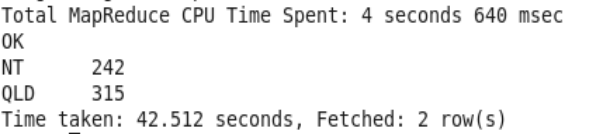 Total MapReduce CPU Time Spent: 4 seconds 640 msec
OK
NT 242
QLD 315
Time taken: 42.512 seconds, Fetched: 2 row(s)